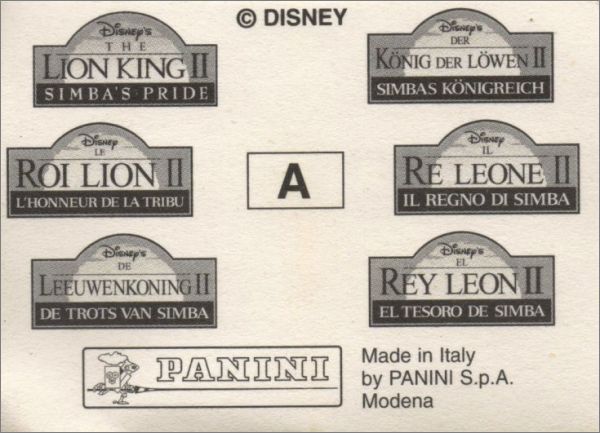 © DISNEY
Disney's
THE
LION KING II
SIMBA'S PRIDE
Disney's
DER
KÖNIG DER LÖWEN II
SIMBAS KÖNIGREICH
Disney
LE
ROI LION II
L'HONNEUR DE LA TRIBU
A
Disney
IL
RE LEONE II
IL REGNO DI SIMBA
Disney's
DE
LEEUWENKONING II
DE TROTS VAN SIMBA
Disney's
EL
REY LEON II
EL TESORO DE SIMBA
PANINI
Made in Italy
by PANINI S.p.A.
Modena